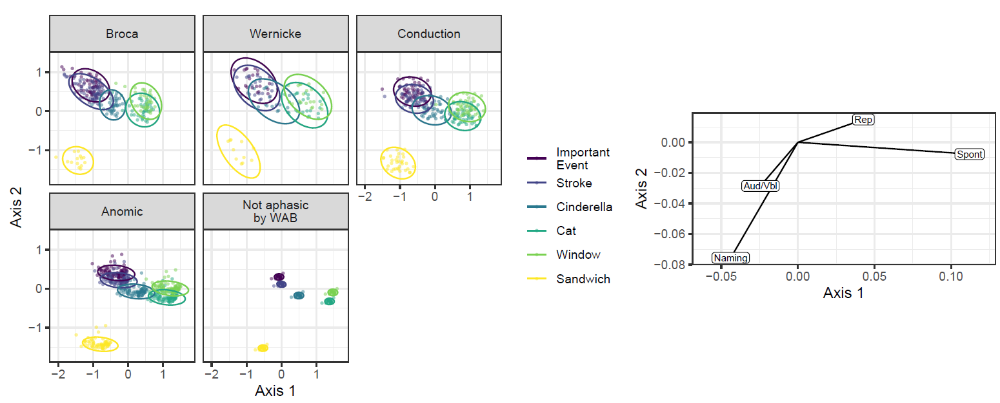 Broca
Wernicke
Conduction
1
0
−1
−2 −1 0 1
Anomic
Not aphasic
by WAB
1
0
−1
−2 −1 0 1
−2 −1 0 1
Axis 1
Axis 2
Important
Event
Stroke
Cinderella
Cat
Window
Sandwich
Rep
Spont
Aud/Vbl
Naming
0.00
−0.02
−0.04
−0.06
−0.08
−0.05 0.00 0.05 0.10
Axis 1
Axis 2